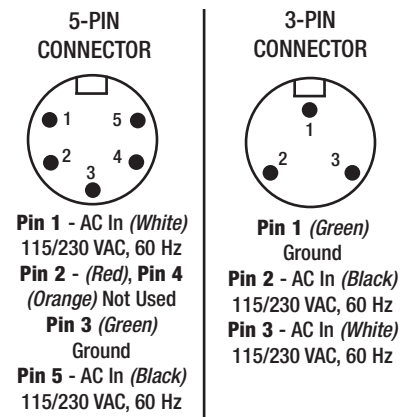 5-PIN
CONNECTOR
1
5
2
4
3
Pin 1 - AC In (White)
115/230 VAC, 60 Hz
Pin 2 - (Red), Pin 4
(Orange) Not Used
Pin 3 (Green)
Ground
Pin 5 - AC In (Black)
115/230 VAC, 60 Hz
3-PIN
CONNECTOR
1
2
3
Pin 1 (Green)
Ground
Pin 2 - AC In (Black)
115/230 VAC, 60 Hz
Pin 3 - AC In (White)
115/230 VAC, 60 Hz